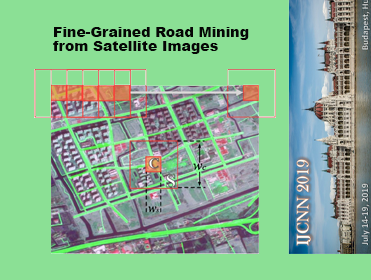 Fine-Grained Road Mining
from Satellite Images
C
S
w
w
IJCNN 2019
July 14-19, 2019
Budapest, Hu